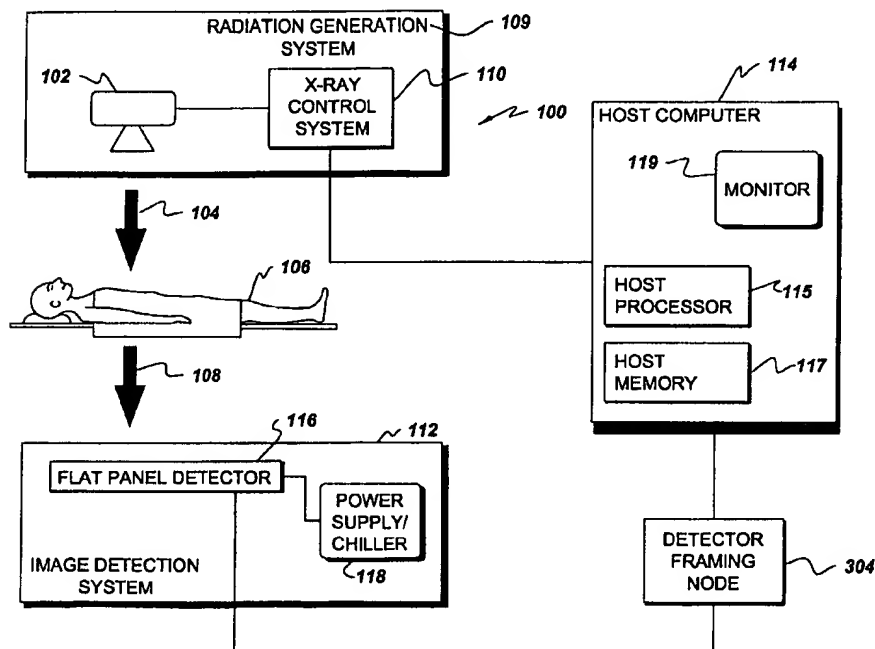 RADIATION GENERATION
SYSTEM
109
102
X-RAY
CONTROL
SYSTEM
110
100
114
HOST COMPUTER
119
MONITOR
104
106
HOST
PROCESSOR
115
HOST
MEMORY
117
108
116
112
FLAT PANEL DETECTOR
POWER
SUPPLY/
CHILLER
118
IMAGE DETECTION
SYSTEM
DETECTOR
FRAMING
NODE
304